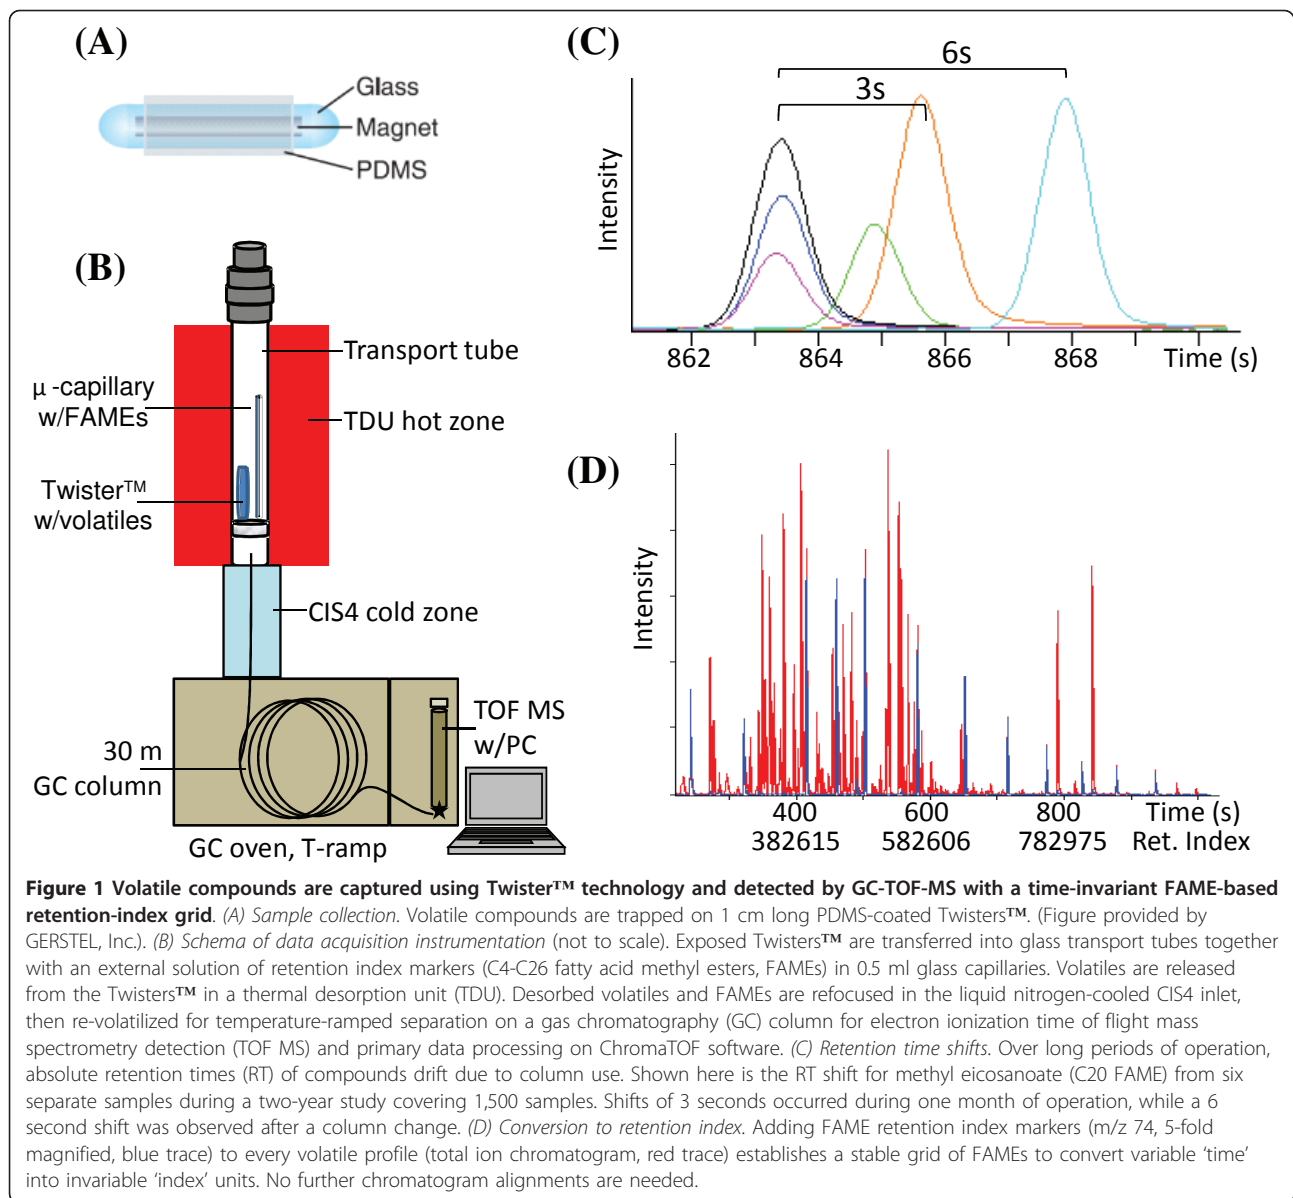 (A)
Glass
Magnet
PDMS
(B)
Transport tube
μ -capillary
w/FAMEs
TDU hot zone
Twister™
w/volatiles
CIS4 cold zone
30 m
GC column
TOF MS
w/PC
GC oven, T-ramp
(C)
6s
3s
Intensity
862 864 866 868 Time (s)
(D)
Intensity
400 600 800 Time (s)
382615 582606 782975 Ret. Index
Figure 1 Volatile compounds are captured using Twister™ technology and detected by GC-TOF-MS with a time-invariant FAME-based
retention-index grid. (A) Sample collection. Volatile compounds are trapped on 1 cm long PDMS-coated Twisters™. (Figure provided by
GERSTEL, Inc.). (B) Schema of data acquisition instrumentation (not to scale). Exposed Twisters™ are transferred into glass transport tubes together
with an external solution of retention index markers (C4-C26 fatty acid methyl esters, FAMEs) in 0.5 ml glass capillaries. Volatiles are released
from the Twisters™ in a thermal desorption unit (TDU). Desorbed volatiles and FAMEs are refocused in the liquid nitrogen-cooled CIS4 inlet,
then re-volatilized for temperature-ramped separation on a gas chromatography (GC) column for electron ionization time of flight mass
spectrometry detection (TOF MS) and primary data processing on ChromaTOF software. (C) Retention time shifts. Over long periods of operation,
absolute retention times (RT) of compounds drift due to column use. Shown here is the RT shift for methyl eicosanoate (C20 FAME) from six
separate samples during a two-year study covering 1,500 samples. Shifts of 3 seconds occurred during one month of operation, while a 6
second shift was observed after a column change. (D) Conversion to retention index. Adding FAME retention index markers (m/z 74, 5-fold
magnified, blue trace) to every volatile profile (total ion chromatogram, red trace) establishes a stable grid of FAMEs to convert variable ‘time’
into invariable ‘index’ units. No further chromatogram alignments are needed.